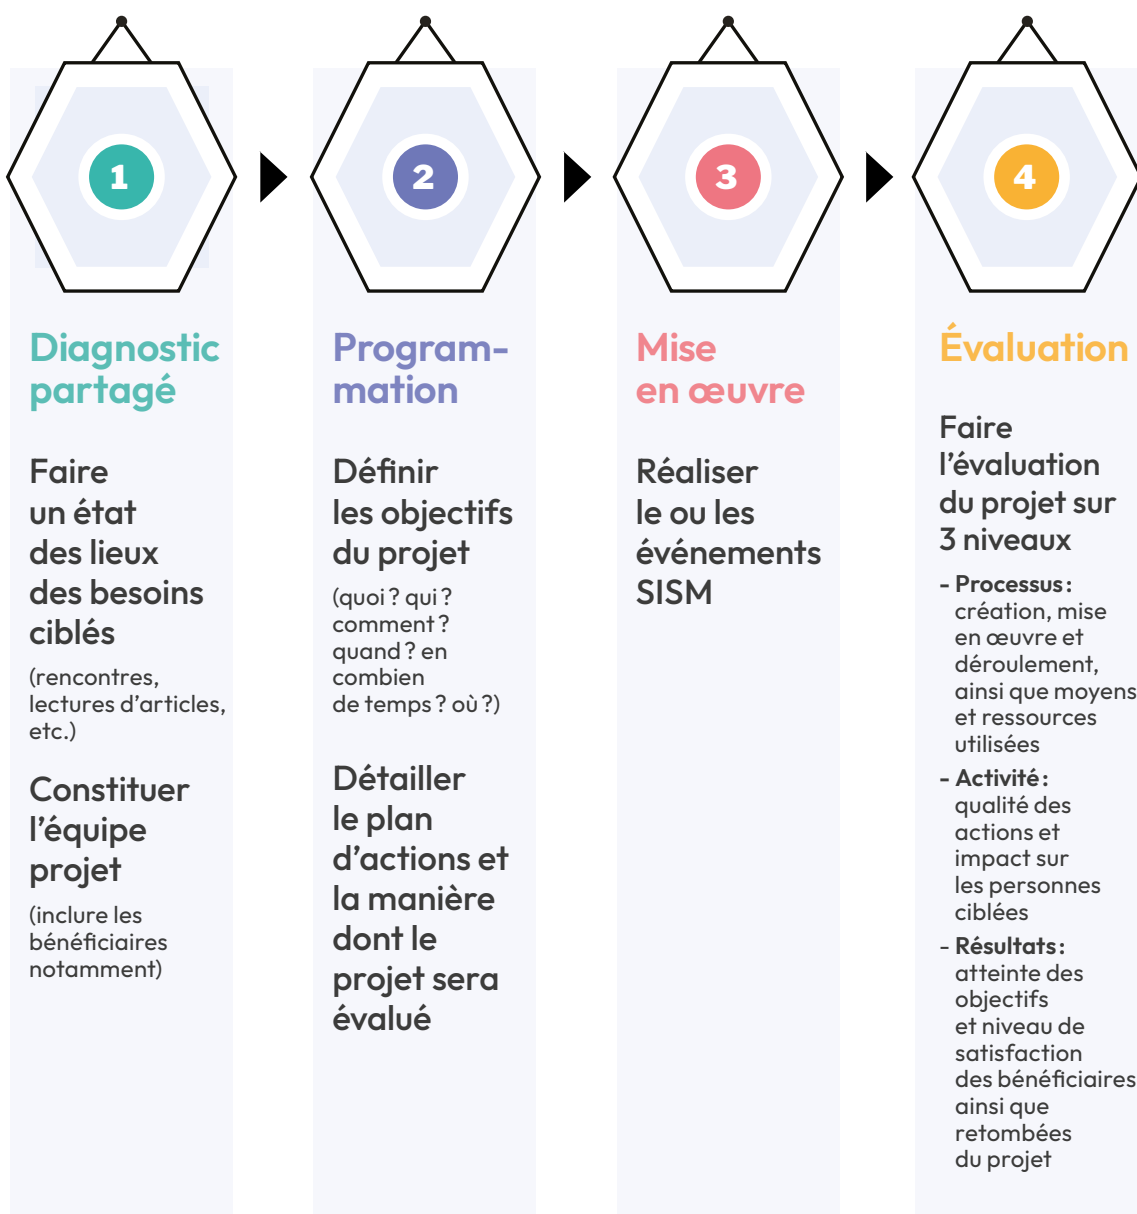 1
Diagnostic
partagé
Faire
un état
des lieux
des besoins
ciblés
(rencontres,
lectures d’articles,
etc.)
Constituer
l’équipe
projet
(inclure les
bénéficiaires
notamment)
2
Program-
mation
Définir
les objectifs
du projet
(quoi ? qui ?
comment ?
quand ? en
combien
de temps ? où ?)
Détailler
le plan
d’actions et
la manière
dont le
projet sera
évalué
3
Mise
en œuvre
Réaliser
le ou les
événements
SISM
4
Évaluation
Faire
l’évaluation
du projet sur
3 niveaux
- Processus :
création, mise
en œuvre et
déroulement,
ainsi que moyens
et ressources
utilisées
- Activité :
qualité des
actions et
impact sur
les personnes
ciblées
- Résultats :
atteinte des
objectifs
et niveau de
satisfaction
des bénéficiaires
ainsi que
retombées
du projet